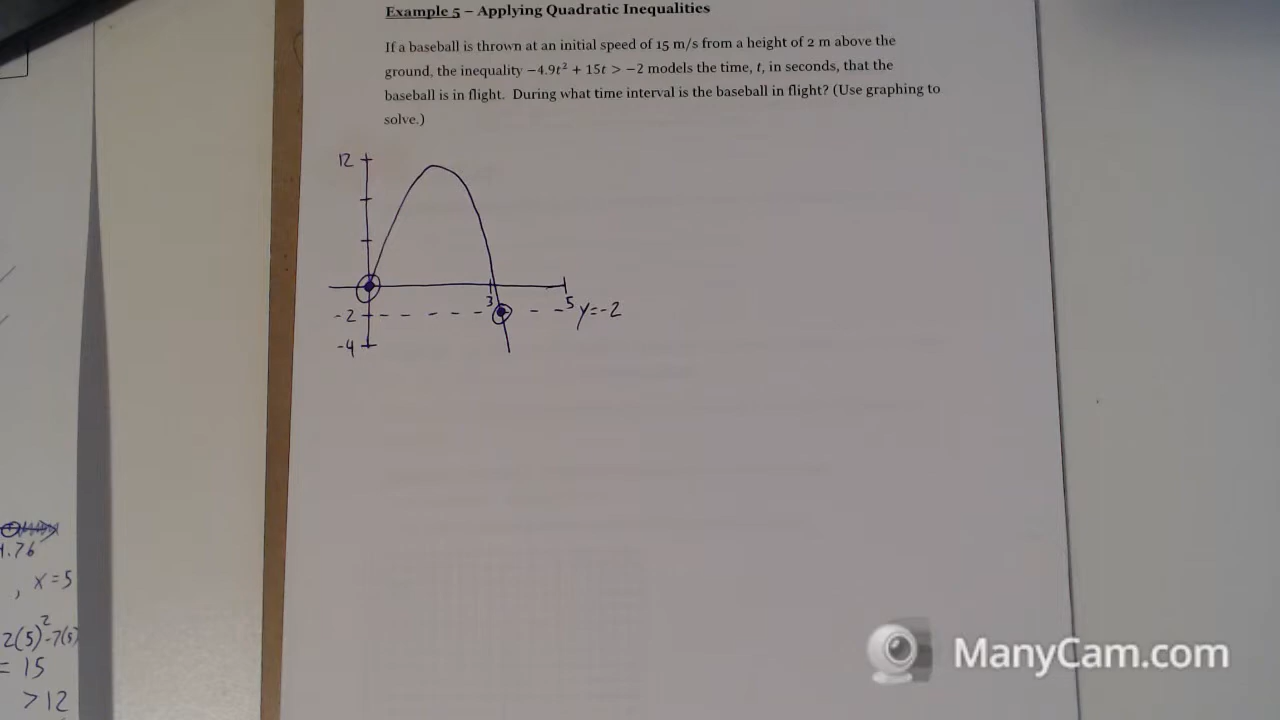 Example 5 – Applying Quadratic Inequalities
If a baseball is thrown at an initial speed of 15 m/s from a height of 2 m above the
ground, the inequality −4.9t² + 15t > −2 models the time, t, in seconds, that the
baseball is in flight. During what time interval is the baseball in flight? (Use graphing to
solve.)
12
3
5
-2
y=-2
-4
.76
, x=5
2(5)²-7(5)
= 15
>12
ManyCam.com